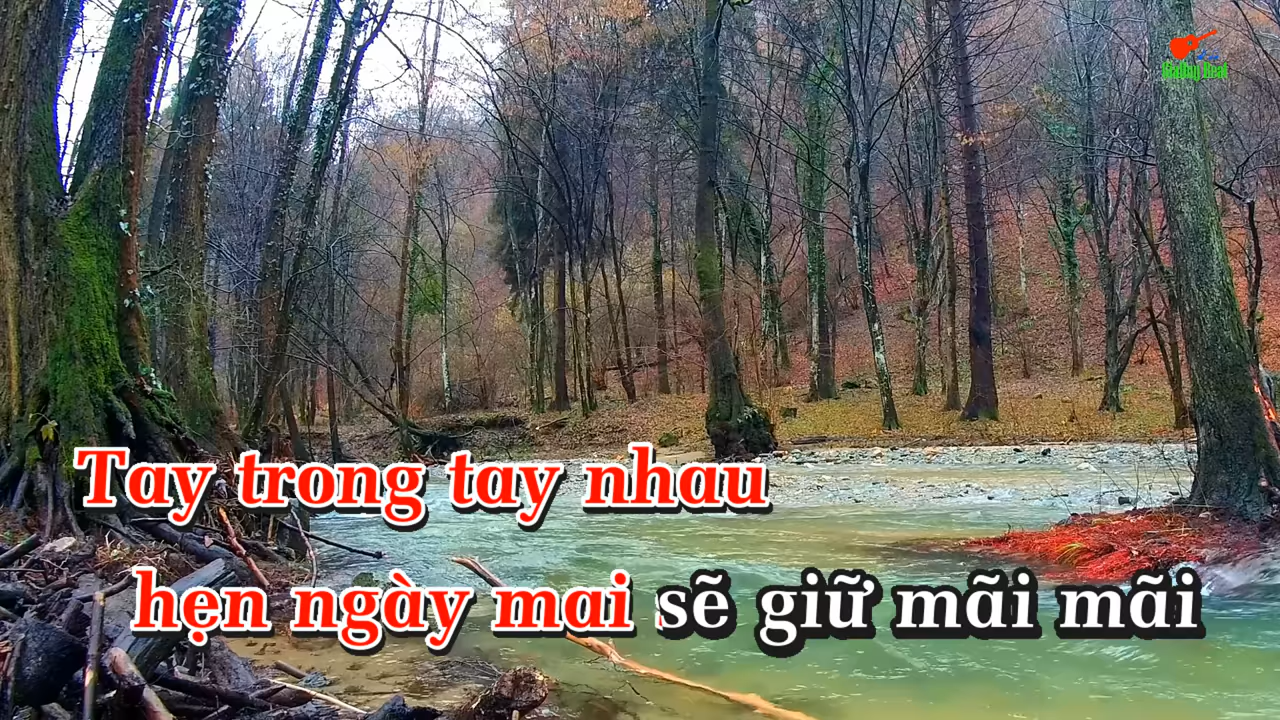 Tay trong tay nhau
hẹn ngày mai sẽ giữ mãi mãi